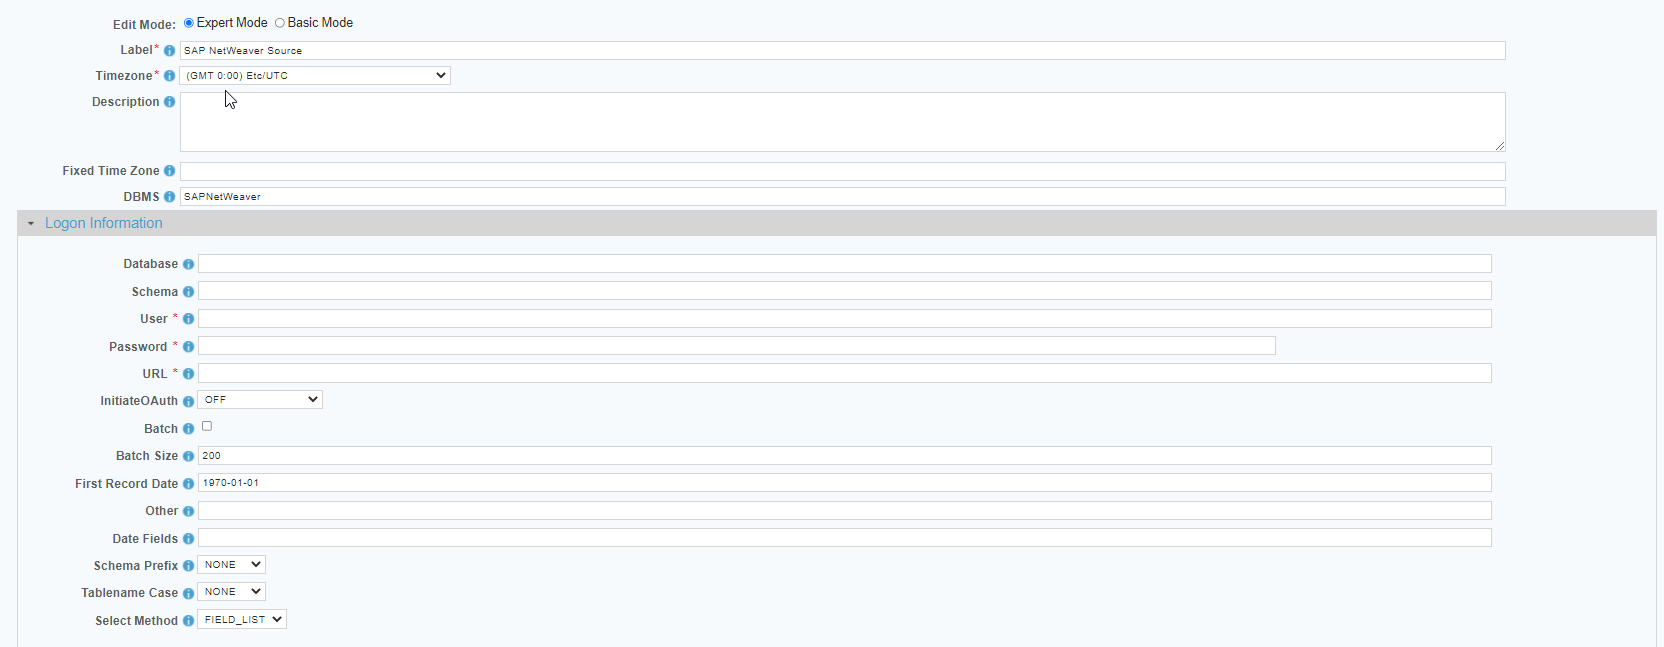 Edit Mode: Expert Mode Basic Mode
Label* SAP NetWeaver Source
Timezone* (GMT 0:00) Etc/UTC
Description
Fixed Time Zone
DBMS SAPNetWeaver
Logon Information
Database
Schema
User *
Password *
URL *
InitiateOAuth OFF
Batch
Batch Size 200
First Record Date 1970-01-01
Other
Date Fields
Schema Prefix NONE
Tablename Case NONE
Select Method FIELD_LIST